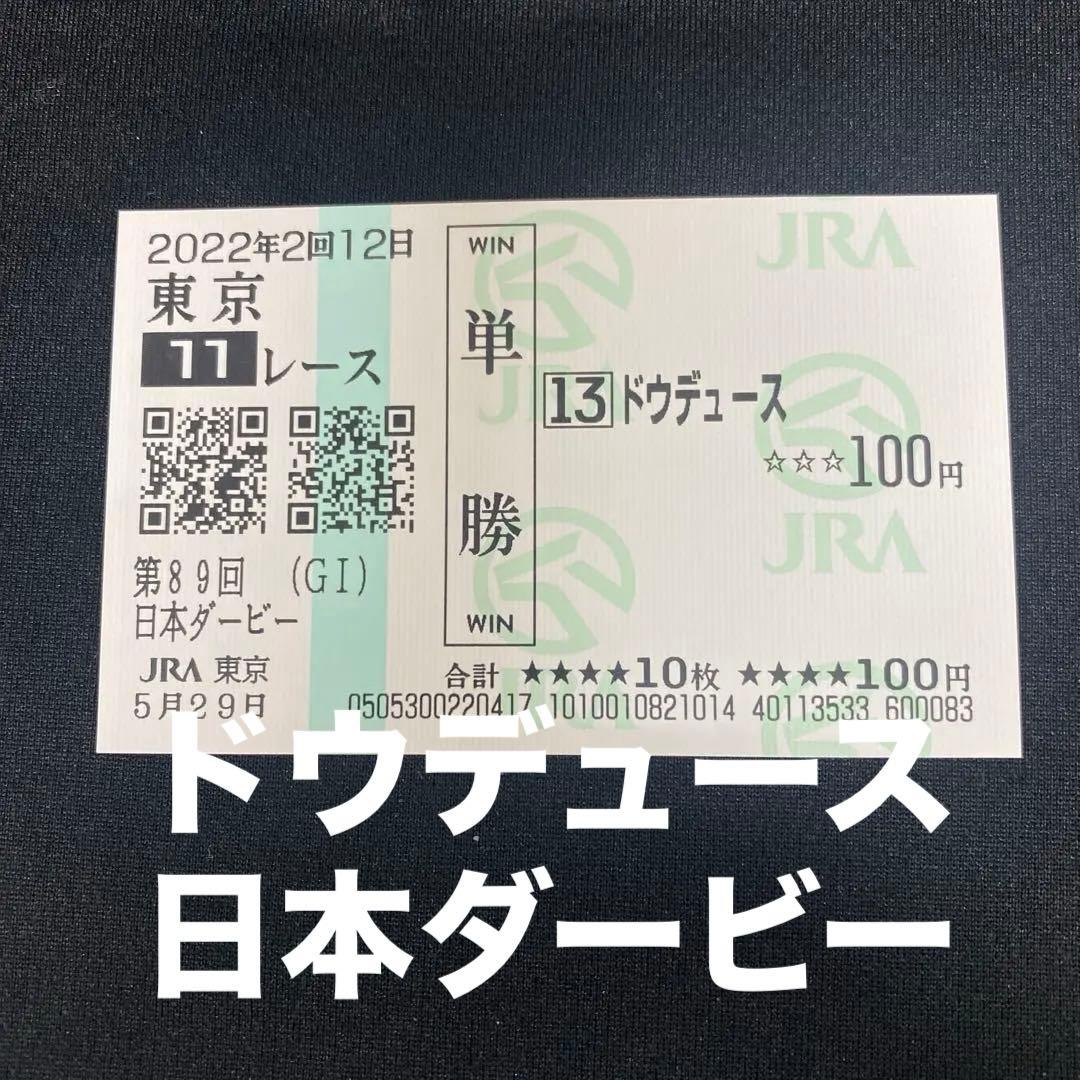 2022年2回12日
東京
11レース
第89回 (GⅠ)
日本ダービー
JRA 東京
5月29日
WIN
単勝
WIN
13 ドウデュース
☆☆☆100円
合計 ★★★★10枚 ★★★★100円
0505300220417 1010010821014 40113533 600083
JRA
JRA
JRA
ドウデュース
日本ダービー